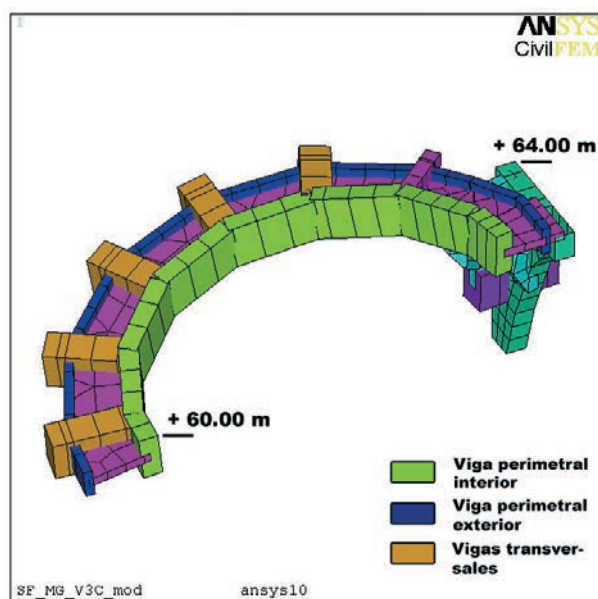 1
ANSYS
CivilFEM
+ 64.00 m
+ 60.00 m
Viga perimetral
interior
Viga perimetral
exterior
Vigas transver-
sales
SF_MG_V3C_mod ansys10